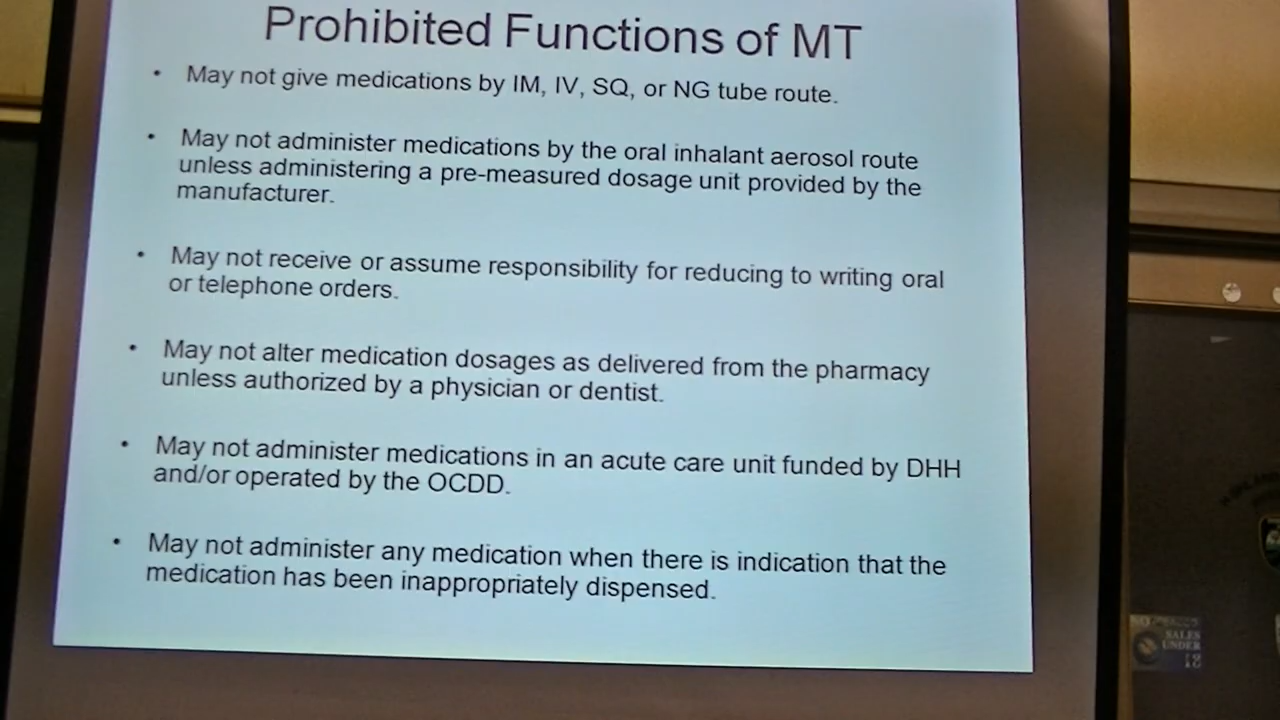 Prohibited Functions of MT
• May not give medications by IM, IV, SQ, or NG tube route.
• May not administer medications by the oral inhalant aerosol route
unless administering a pre-measured dosage unit provided by the
manufacturer.
• May not receive or assume responsibility for reducing to writing oral
or telephone orders.
• May not alter medication dosages as delivered from the pharmacy
unless authorized by a physician or dentist.
• May not administer medications in an acute care unit funded by DHH
and/or operated by the OCDD.
• May not administer any medication when there is indication that the
medication has been inappropriately dispensed.
SALES
UNDER
18